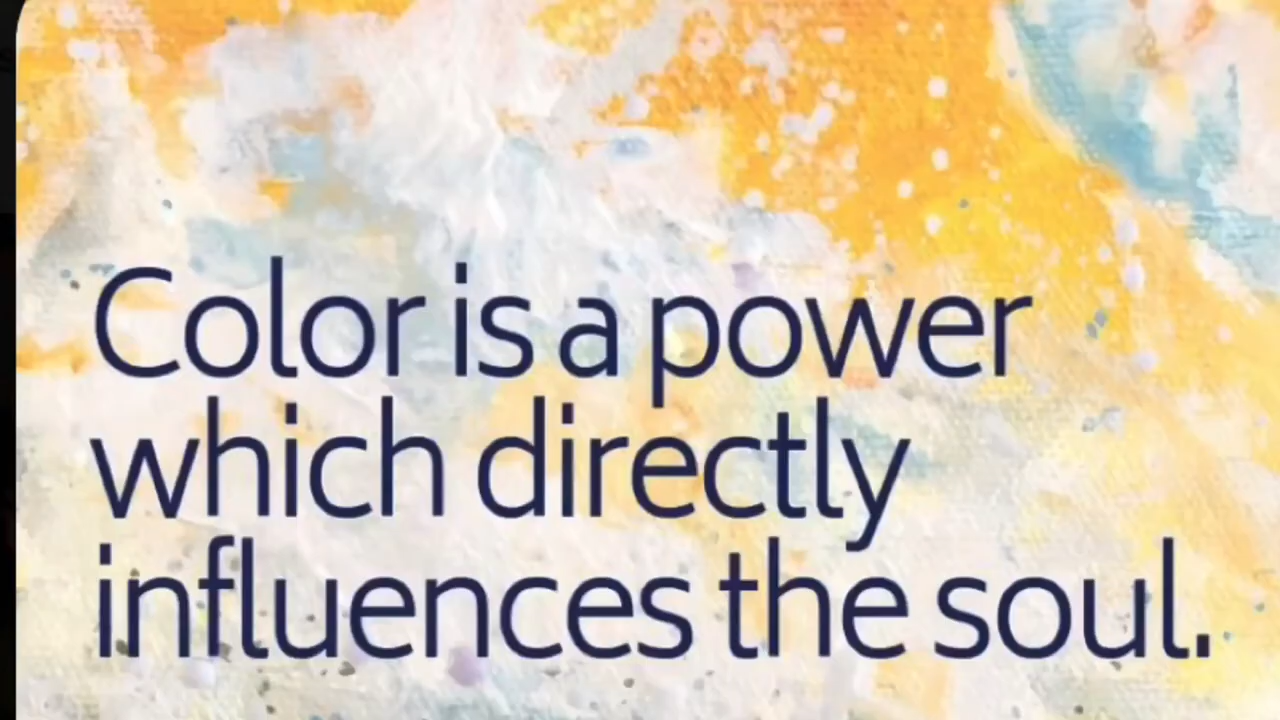 Color is a power
which directly
influences the soul.